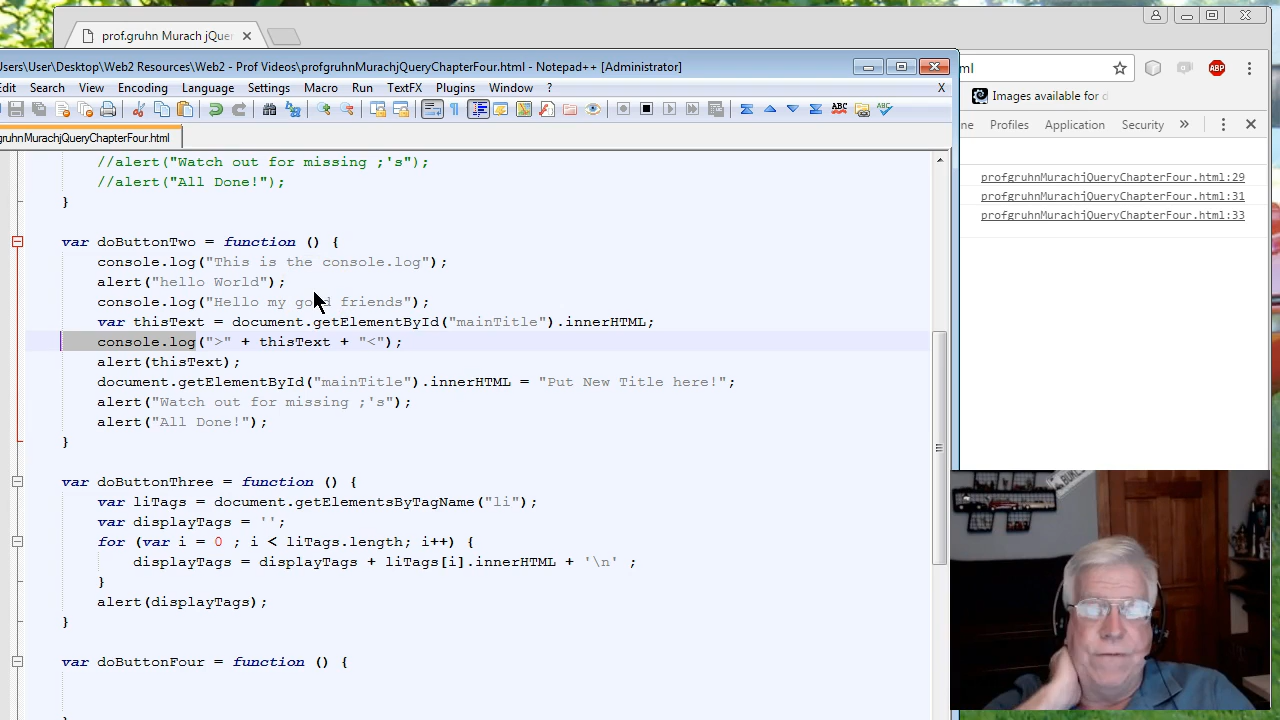 prof.gruhn Murach jQue
Users\User\Desktop\Web2 Resources\Web2 - Prof Videos\profgruhnMurachjQueryChapterFour.html - Notepad++ [Administrator]
ml
ABP
Edit Search View Encoding Language Settings Macro Run TextFX Plugins Window ? X
Images available for
gruhnMurachjQueryChapterFour.html
ne Profiles Application Security »
//alert("Watch out for missing ;'s");
//alert("All Done!");
}
profgruhnMurachjQueryChapterFour.html:29
profgruhnMurachjQueryChapterFour.html:31
profgruhnMurachjQueryChapterFour.html:33
var doButtonTwo = function () {
console.log("This is the console.log");
alert("hello World");
console.log("Hello my good friends");
var thisText = document.getElementById("mainTitle").innerHTML;
console.log(">" + thisText + "<");
alert(thisText);
document.getElementById("mainTitle").innerHTML = "Put New Title here!";
alert("Watch out for missing ;'s");
alert("All Done!");
}
var doButtonThree = function () {
var liTags = document.getElementsByTagName("li");
var displayTags = '';
for (var i = 0 ; i < liTags.length; i++) {
displayTags = displayTags + liTags[i].innerHTML + '\n' ;
}
alert(displayTags);
}
var doButtonFour = function () {
}